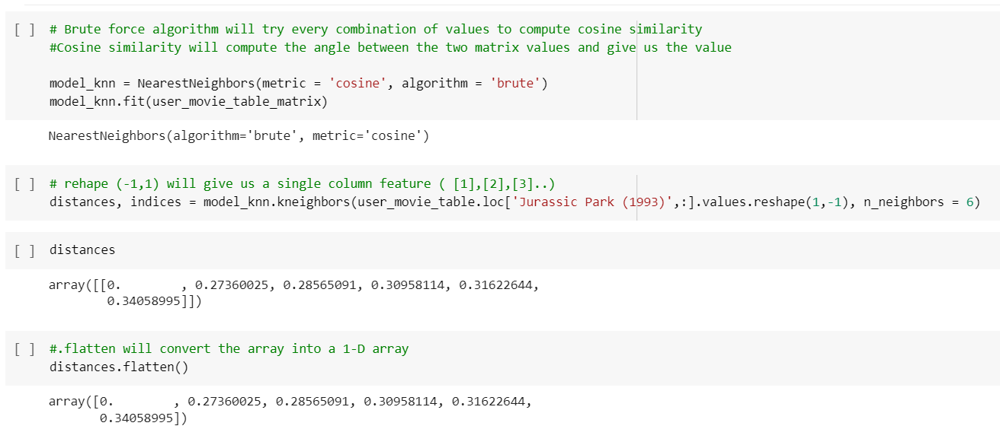 [ ] # Brute force algorithm will try every combination of values to compute cosine similarity
#Cosine similarity will compute the angle between the two matrix values and give us the value
model_knn = NearestNeighbors(metric = 'cosine', algorithm = 'brute')
model_knn.fit(user_movie_table_matrix)
NearestNeighbors(algorithm='brute', metric='cosine')
[ ] # rehape (-1,1) will give us a single column feature ( [1],[2],[3]..)
distances, indices = model_knn.kneighbors(user_movie_table.loc['Jurassic Park (1993)',:].values.reshape(1,-1), n_neighbors = 6)
[ ] distances
array([[0.        , 0.27360025, 0.28565091, 0.30958114, 0.31622644,
        0.34058995]])
[ ] #.flatten will convert the array into a 1-D array
distances.flatten()
array([0.        , 0.27360025, 0.28565091, 0.30958114, 0.31622644,
       0.34058995])